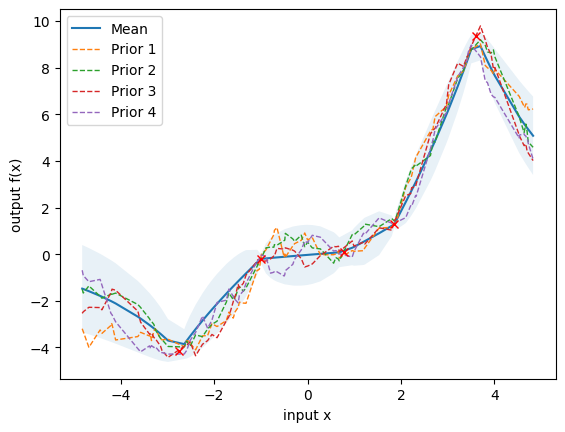 Mean
Prior 1
Prior 2
Prior 3
Prior 4
output f(x)
10
8
6
4
2
0
−2
−4
−4
−2
0
2
4
input x